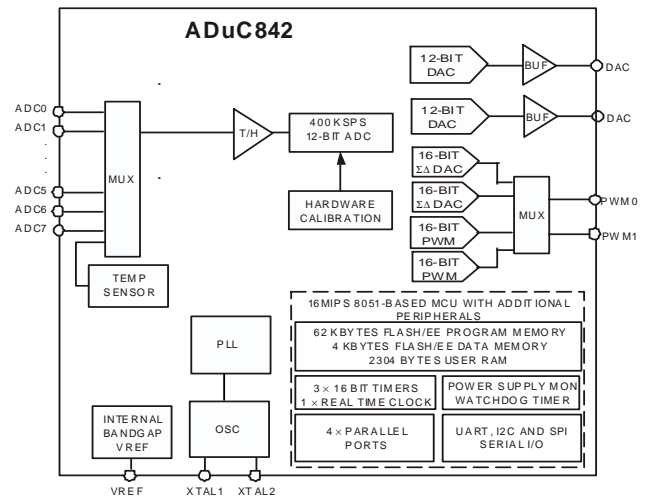 ADuC842
12-BIT
DAC
BUF
DAC
12-BIT
DAC
BUF
DAC
ADC0
ADC1
.
.
.
ADC5
ADC6
ADC7
MUX
T/H
400KSPS
12-BIT ADC
HARDWARE
CALIBRATION
TEMP
SENSOR
16-BIT
ΣΔ DAC
16-BIT
ΣΔ DAC
16-BIT
PWM
16-BIT
PWM
MUX
PWM0
PWM1
16MIPS 8051-BASED MCU WITH ADDITIONAL
PERIPHERALS
62 KBYTES FLASH/EE PROGRAM MEMORY
4 KBYTES FLASH/EE DATA MEMORY
2304 BYTES USER RAM
3 × 16 BIT TIMERS
1 × REAL TIME CLOCK
POWER SUPPLY MON
WATCHDOG TIMER
4 × PARALLEL
PORTS
UART, I2C AND SPI
SERIAL I/O
PLL
OSC
INTERNAL
BANDGAP
VREF
VREF
XTAL1
XTAL2